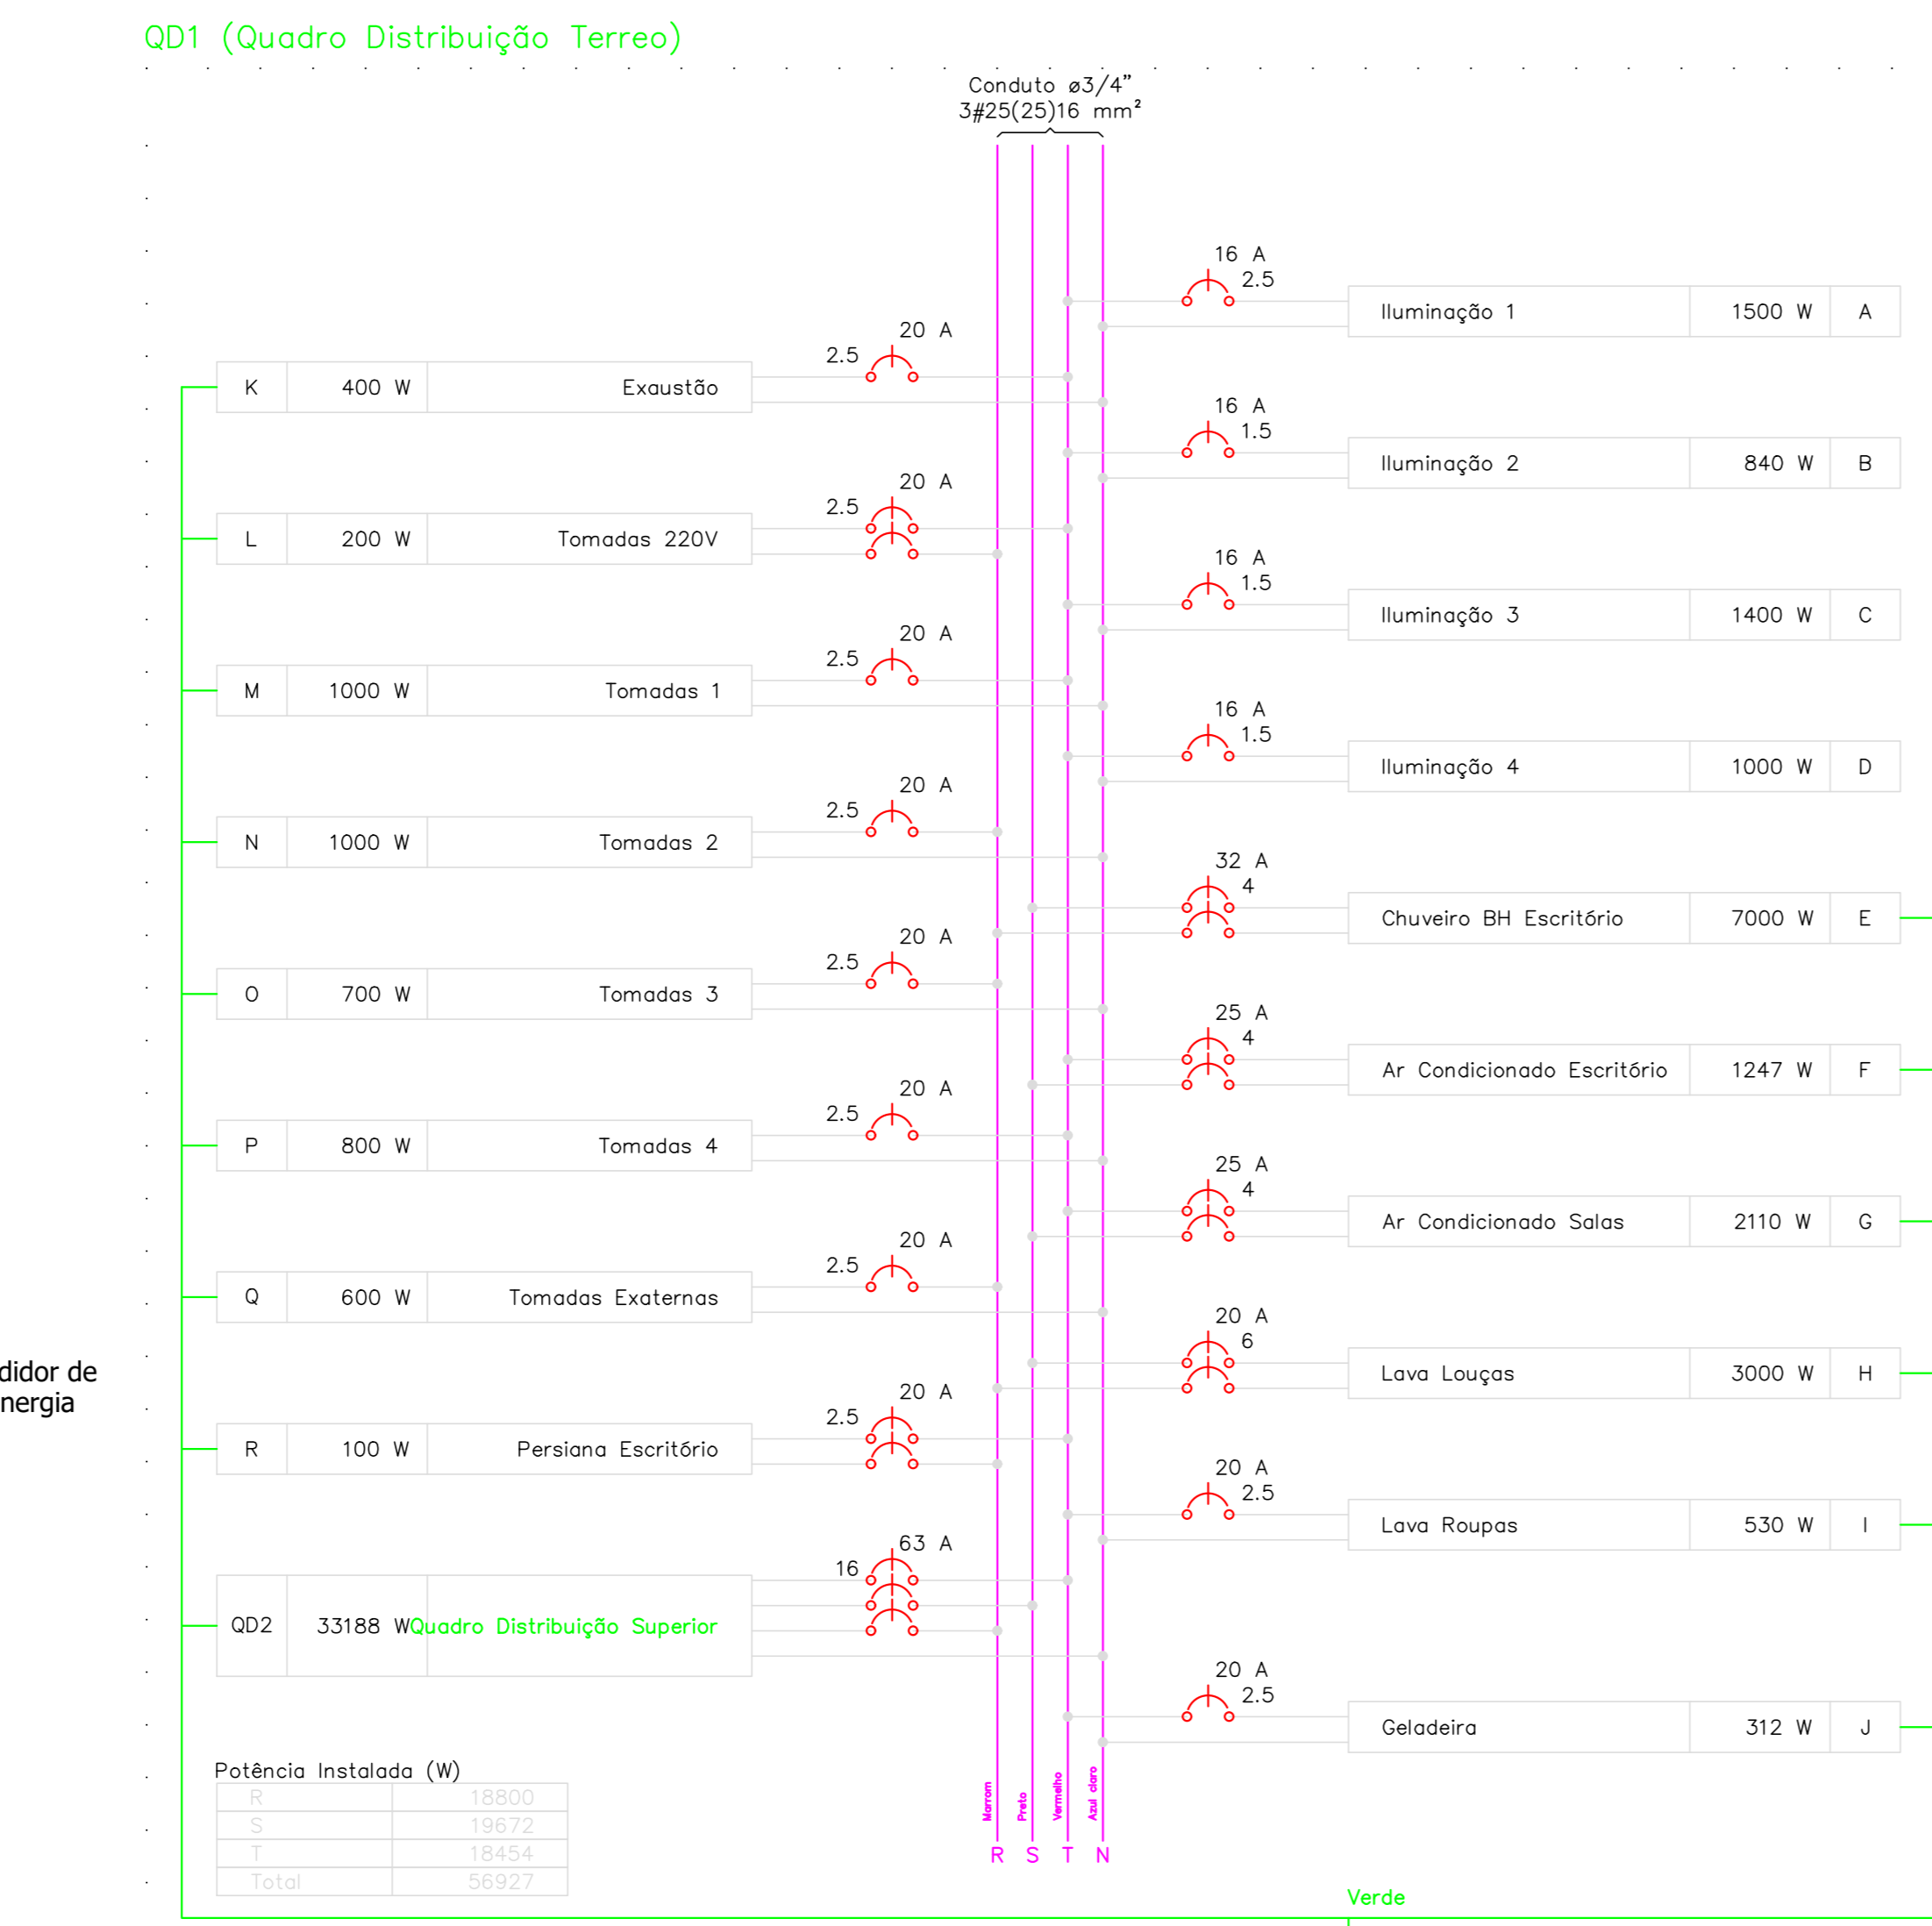 QD1 (Quadro Distribuição Terreo)
Conduto ø3/4"
3#25(25)16 mm²
16 A
2.5
Iluminação 1 1500 W A
20 A
2.5
K 400 W Exaustão
16 A
1.5
Iluminação 2 840 W B
20 A
2.5
L 200 W Tomadas 220V
16 A
1.5
Iluminação 3 1400 W C
20 A
2.5
M 1000 W Tomadas 1
16 A
1.5
Iluminação 4 1000 W D
20 A
2.5
N 1000 W Tomadas 2
32 A
4
Chuveiro BH Escritório 7000 W E
20 A
2.5
O 700 W Tomadas 3
25 A
4
Ar Condicionado Escritório 1247 W F
20 A
2.5
P 800 W Tomadas 4
25 A
4
Ar Condicionado Salas 2110 W G
20 A
2.5
Q 600 W Tomadas Exaternas
20 A
6
Lava Louças 3000 W H
didor de
nergia
20 A
2.5
R 100 W Persiana Escritório
20 A
2.5
Lava Roupas 530 W I
63 A
16
QD2 33188 W Quadro Distribuição Superior
20 A
2.5
Geladeira 312 W J
Potência Instalada (W)
R 18800
S 19672
T 18454
Total 56927
Marrom Preto Vermelho Azul claro
R S T N
Verde